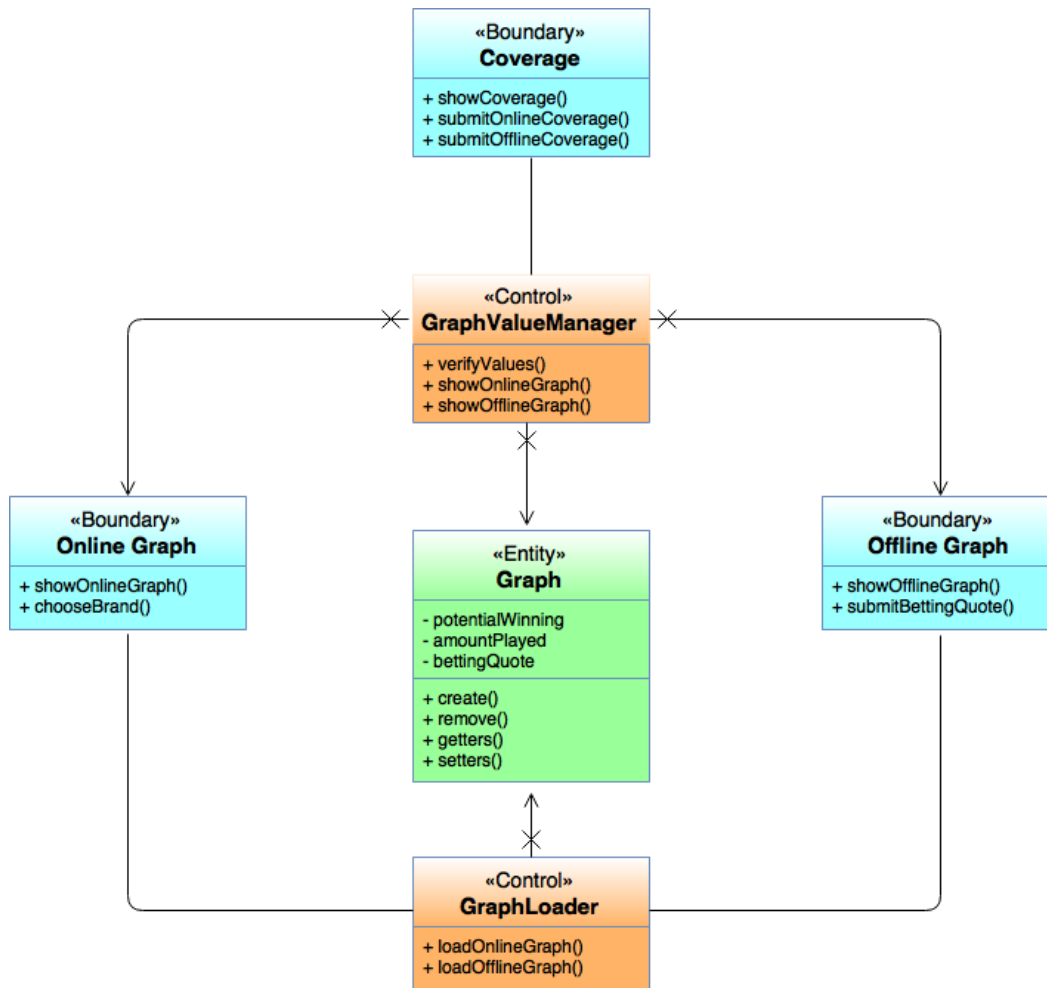 «Boundary»
Coverage
+ showCoverage()
+ submitOnlineCoverage()
+ submitOfflineCoverage()
«Control»
GraphValueManager
+ verifyValues()
+ showOnlineGraph()
+ showOfflineGraph()
«Boundary»
Online Graph
+ showOnlineGraph()
+ chooseBrand()
«Entity»
Graph
- potentialWinning
- amountPlayed
- bettingQuote
+ create()
+ remove()
+ getters()
+ setters()
«Boundary»
Offline Graph
+ showOfflineGraph()
+ submitBettingQuote()
«Control»
GraphLoader
+ loadOnlineGraph()
+ loadOfflineGraph()